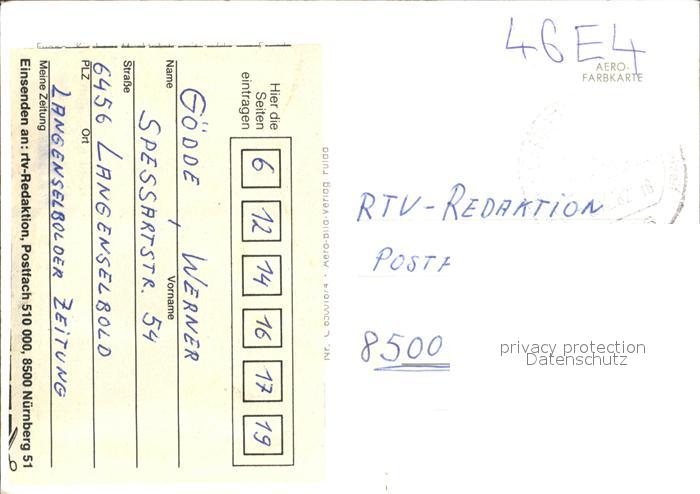 Hier die
Seiten
eintragen
6 12 14 16 17 19
Name Vorname
GÖDDE, WERNER
Straße
SPESSARTSTR. 54
PLZ Ort
6456 LANGENSELBOLD
Meine Zeitung
LANGENSELBOLDER ZEITUNG
Einsenden an: rtv-Redaktion, Postfach 510 000, 8500 Nürnberg 51
46E4
AERO-
FARBKARTE
RTV-REDAKTION
POSTF
8500
privacy protection
Datenschutz
Aero-Bild-Verlag Fulda